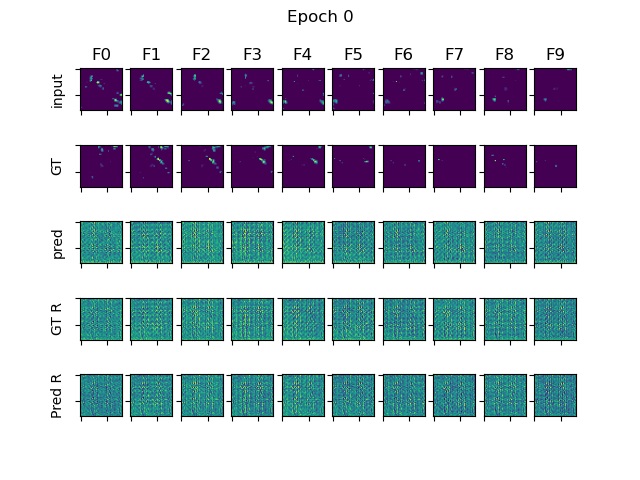 Epoch 0
F0 F1 F2 F3 F4 F5 F6 F7 F8 F9
input
GT
pred
GT R
Pred R